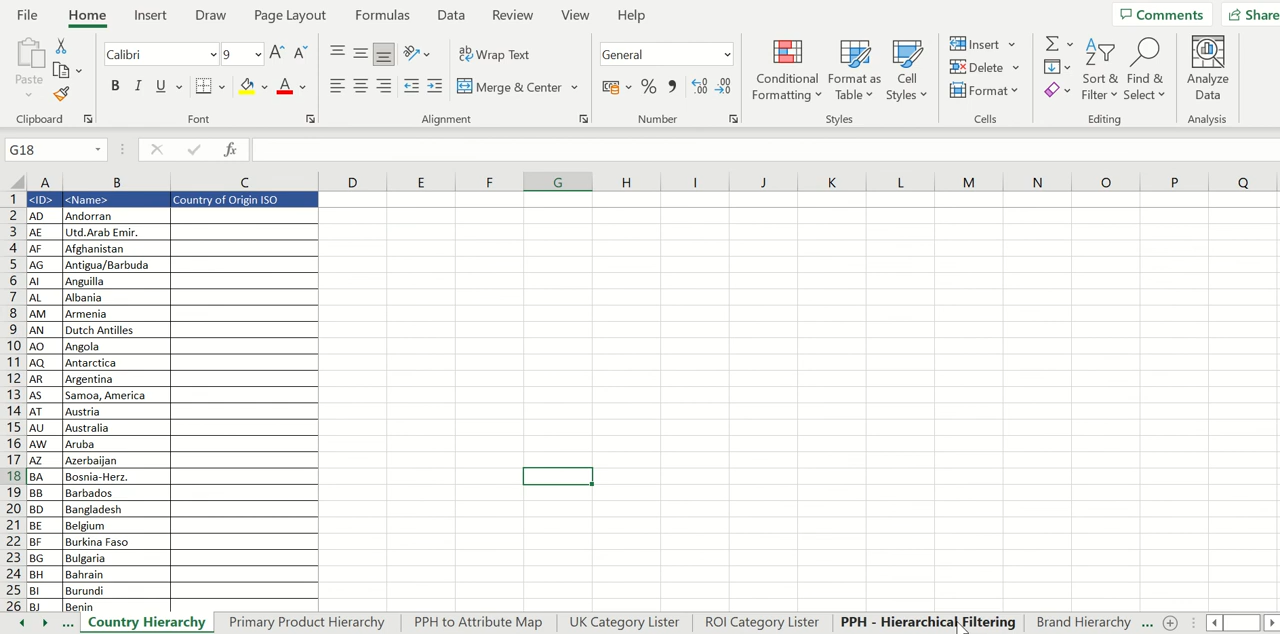 File Home Insert Draw Page Layout Formulas Data Review View Help Comments Share
Paste Calibri 9 B I U A ab Wrap Text Merge & Center General % Conditional Formatting Format as Table Cell Styles Insert Delete Format Sort & Filter Find & Select Analyze Data
Clipboard Font Alignment Number Styles Cells Editing Analysis
G18 fx
A B C D E F G H I J K L M N O P Q
1 <ID> <Name> Country of Origin ISO
2 AD Andorran
3 AE Utd.Arab Emir.
4 AF Afghanistan
5 AG Antigua/Barbuda
6 AI Anguilla
7 AL Albania
8 AM Armenia
9 AN Dutch Antilles
10 AO Angola
11 AQ Antarctica
12 AR Argentina
13 AS Samoa, America
14 AT Austria
15 AU Australia
16 AW Aruba
17 AZ Azerbaijan
18 BA Bosnia-Herz.
19 BB Barbados
20 BD Bangladesh
21 BE Belgium
22 BF Burkina Faso
23 BG Bulgaria
24 BH Bahrain
25 BI Burundi
26 BJ Benin
... Country Hierarchy Primary Product Hierarchy PPH to Attribute Map UK Category Lister ROI Category Lister PPH - Hierarchical Filtering Brand Hierarchy ...